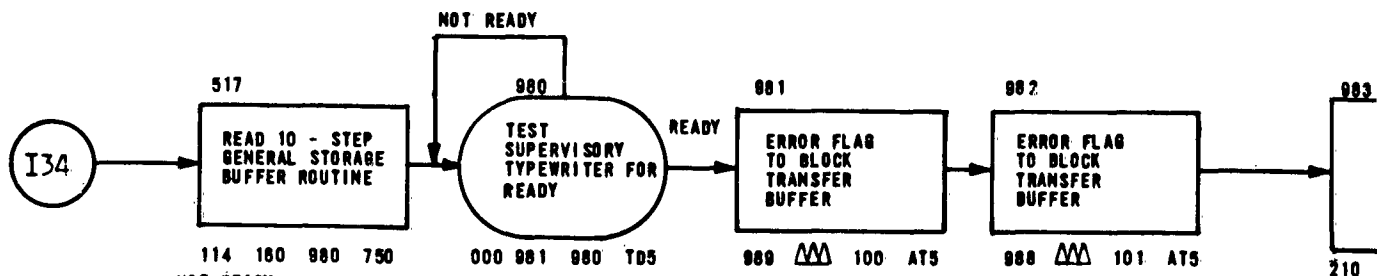 NOT READY
517
980
981
982
983
I34
READ 10 - STEP
GENERAL STORAGE
BUFFER ROUTINE
TEST
SUPERVISORY
TYPEWRITER FOR
READY
READY
ERROR FLAG
TO BLOCK
TRANSFER
BUFFER
ERROR FLAG
TO BLOCK
TRANSFER
BUFFER
114 160 980 750
000 981 980 TD5
989 ΔΔΔ 100 AT5
988 ΔΔΔ 101 AT5
210